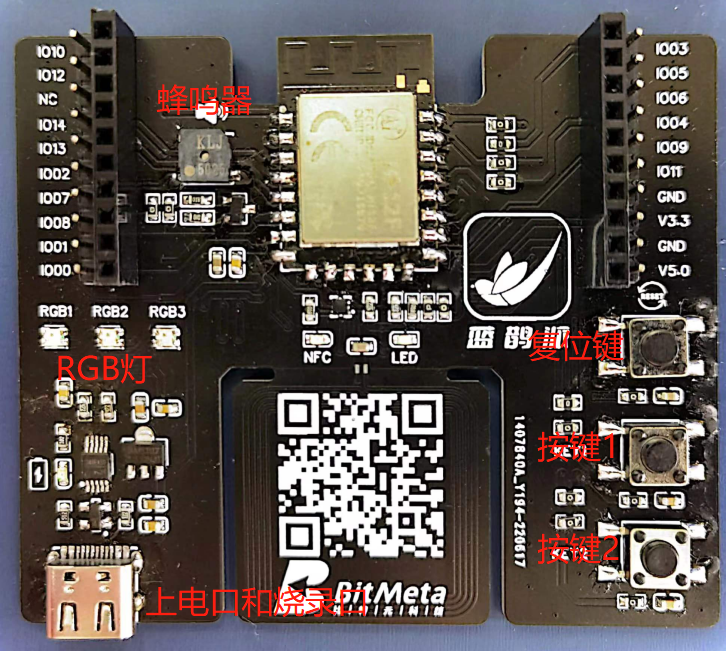 IO10
IO12
NC
IO14
IO13
IO02
IO07
IO08
IO01
IO00
蜂鸣器
KLJ
IO03
IO05
IO06
IO04
IO09
IO11
GND
V3.3
GND
V5.0
RESET
RGB1 RGB2 RGB3
RGB灯
NFC
LED
蓝鹊派
复位键
按键1
按键2
1407840A_Y194-220617
BitMeta
上电口和烧录口